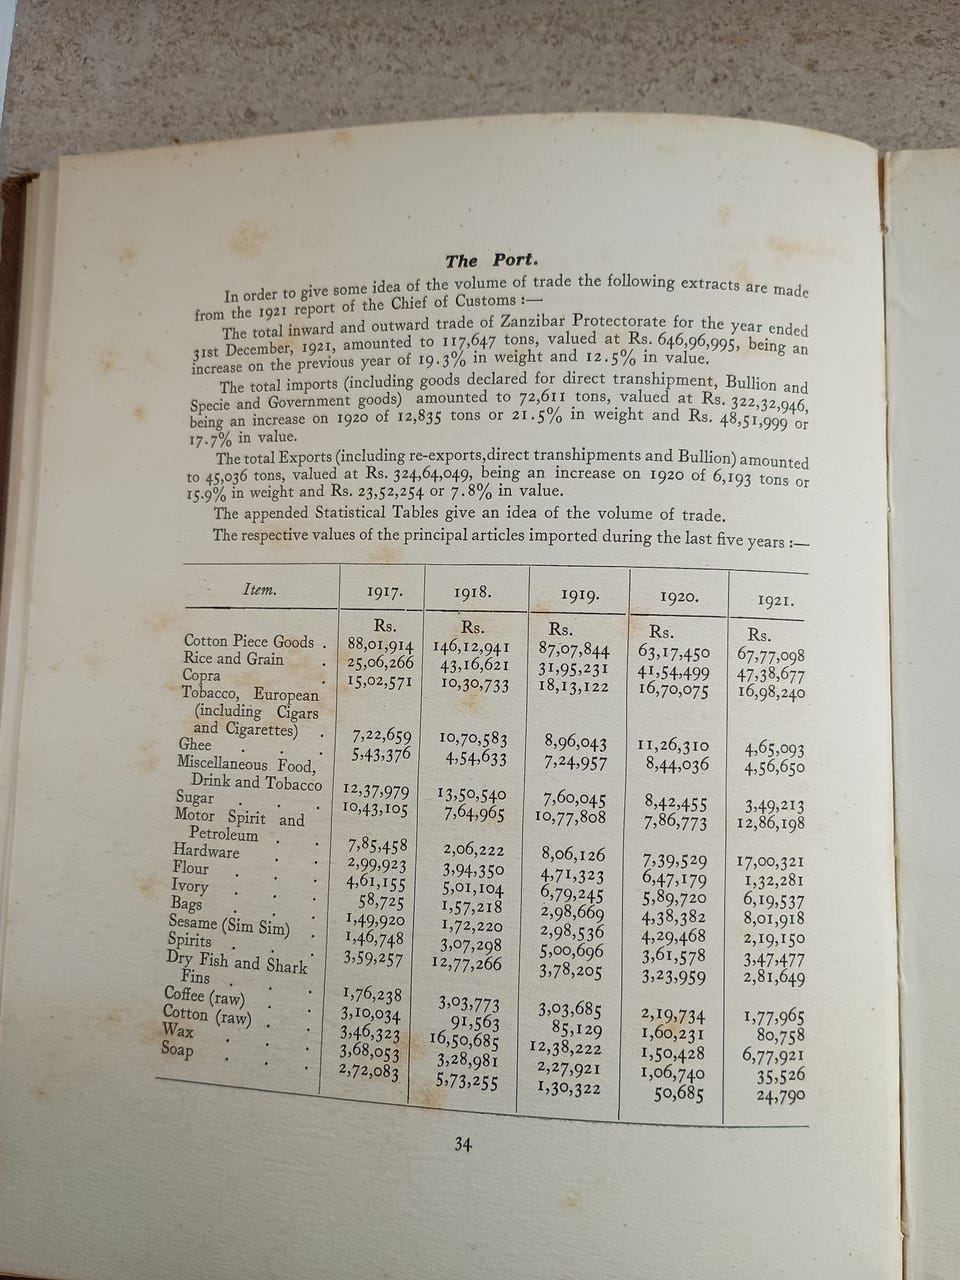 The Port.
In order to give some idea of the volume of trade the following extracts are made
from the 1921 report of the Chief of Customs :—
The total inward and outward trade of Zanzibar Protectorate for the year ended
31st December, 1921, amounted to 117,647 tons, valued at Rs. 646,96,995, being an
increase on the previous year of 19.3% in weight and 12.5% in value.
The total imports (including goods declared for direct transhipment, Bullion and
Specie and Government goods) amounted to 72,611 tons, valued at Rs. 322,32,946,
being an increase on 1920 of 12,835 tons or 21.5% in weight and Rs. 48,51,999 or
17.7% in value.
The total Exports (including re-exports,direct transhipments and Bullion) amounted
to 45,036 tons, valued at Rs. 324,64,049, being an increase on 1920 of 6,193 tons or
15.9% in weight and Rs. 23,52,254 or 7.8% in value.
The appended Statistical Tables give an idea of the volume of trade.
The respective values of the principal articles imported during the last five years :—
Item. 1917. 1918. 1919. 1920. 1921.
Rs. Rs. Rs. Rs. Rs.
Cotton Piece Goods . 88,01,914 146,12,941 87,07,844 63,17,450 67,77,098
Rice and Grain . 25,06,266 43,16,621 31,95,231 41,54,499 47,38,677
Copra . 15,02,571 10,30,733 18,13,122 16,70,075 16,98,240
Tobacco, European
(including Cigars
and Cigarettes) . 7,22,659 10,70,583 8,96,043 11,26,310 4,65,093
Ghee . . . 5,43,376 4,54,633 7,24,957 8,44,036 4,56,650
Miscellaneous Food,
Drink and Tobacco 12,37,979 13,50,540 7,60,045 8,42,455 3,49,213
Sugar . . . 10,43,105 7,64,965 10,77,808 7,86,773 12,86,198
Motor Spirit and
Petroleum . . 7,85,458 2,06,222 8,06,126 7,39,529 17,00,321
Hardware . . 2,99,923 3,94,350 4,71,323 6,47,179 1,32,281
Flour . . . 4,61,155 5,01,104 6,79,245 5,89,720 6,19,537
Ivory . . . 58,725 1,57,218 2,98,669 4,38,382 8,01,918
Bags . . . 1,49,920 1,72,220 2,98,536 4,29,468 2,19,150
Sesame (Sim Sim) . 1,46,748 3,07,298 5,00,696 3,61,578 3,47,477
Spirits . . . 3,59,257 12,77,266 3,78,205 3,23,959 2,81,649
Dry Fish and Shark
Fins . . . 1,76,238 3,03,773 3,03,685 2,19,734 1,77,965
Coffee (raw) . . 3,10,034 91,563 85,129 1,60,231 80,758
Cotton (raw) . . 3,46,323 16,50,685 12,38,222 1,50,428 6,77,921
Wax . . . 3,68,053 3,28,981 2,27,921 1,06,740 35,526
Soap . . . 2,72,083 5,73,255 1,30,322 50,685 24,790
34